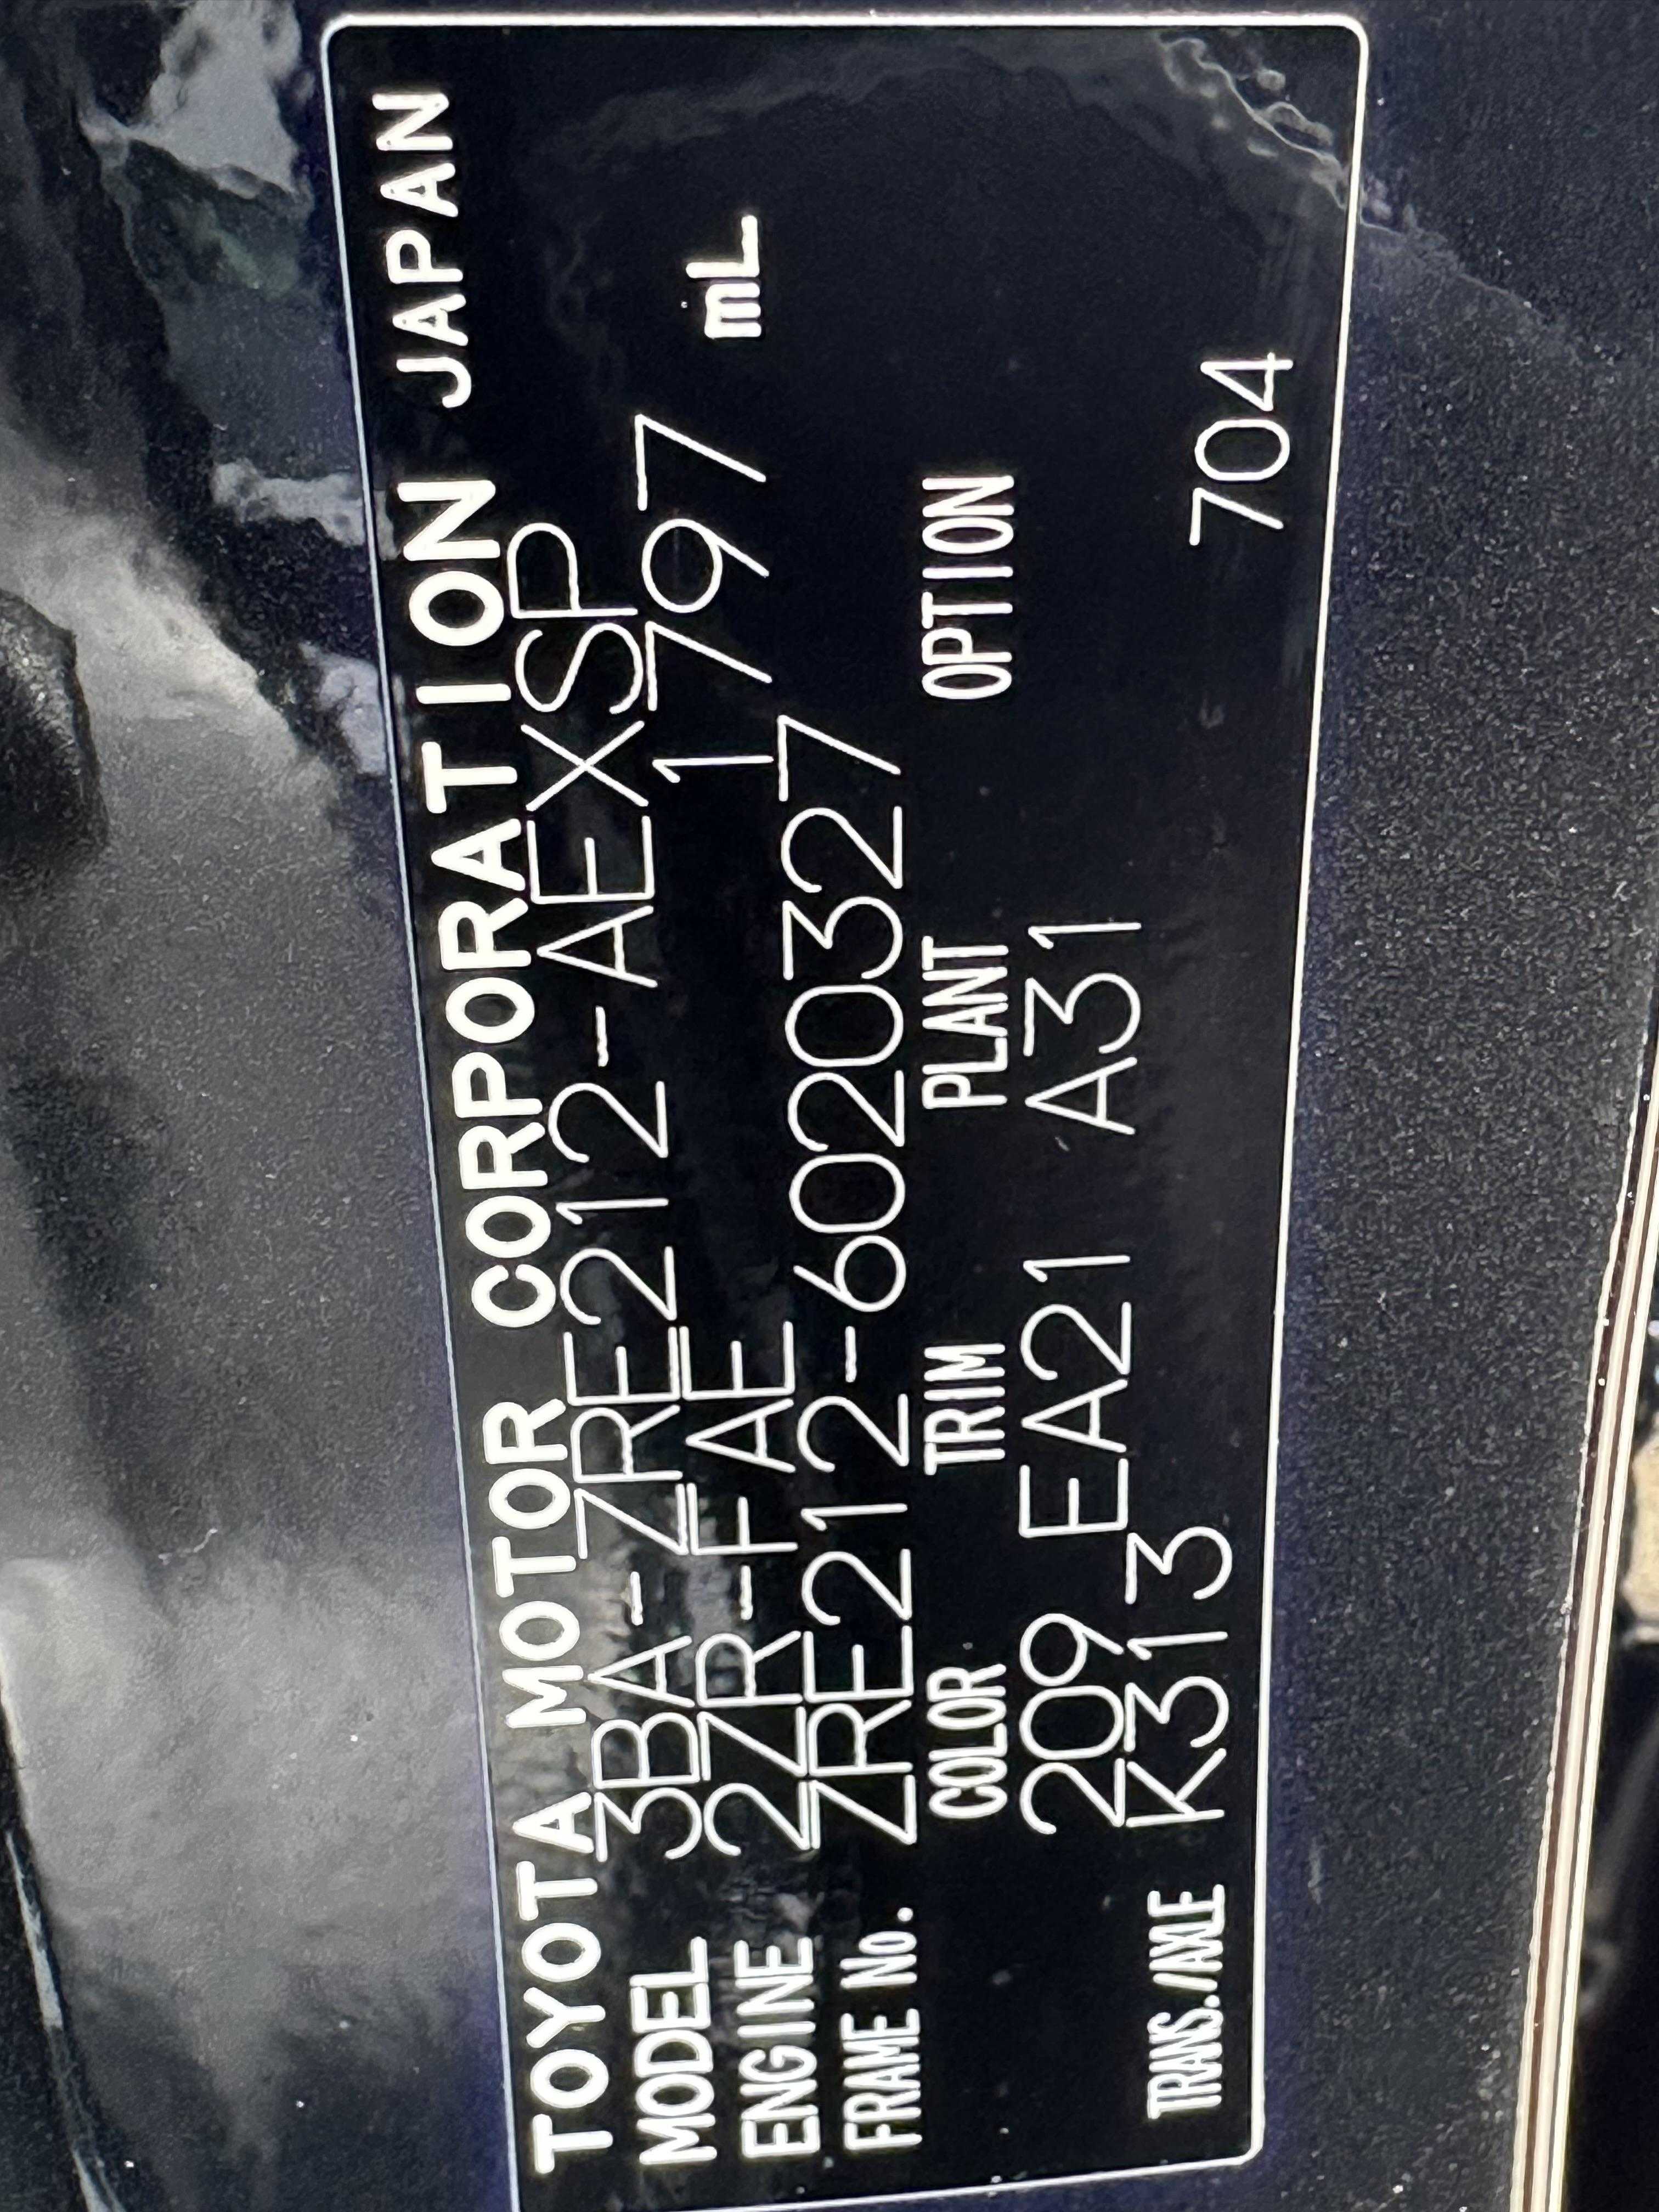 TOYOTA MOTOR CORPORATION JAPAN
MODEL 3BA-ZRE212-AEXSP
ENGINE 2ZR-FAE 1797 mL
FRAME No. ZRE212-6020327
COLOR TRIM PLANT OPTION
209 EA21 A31
TRANS./AXLE K313 704